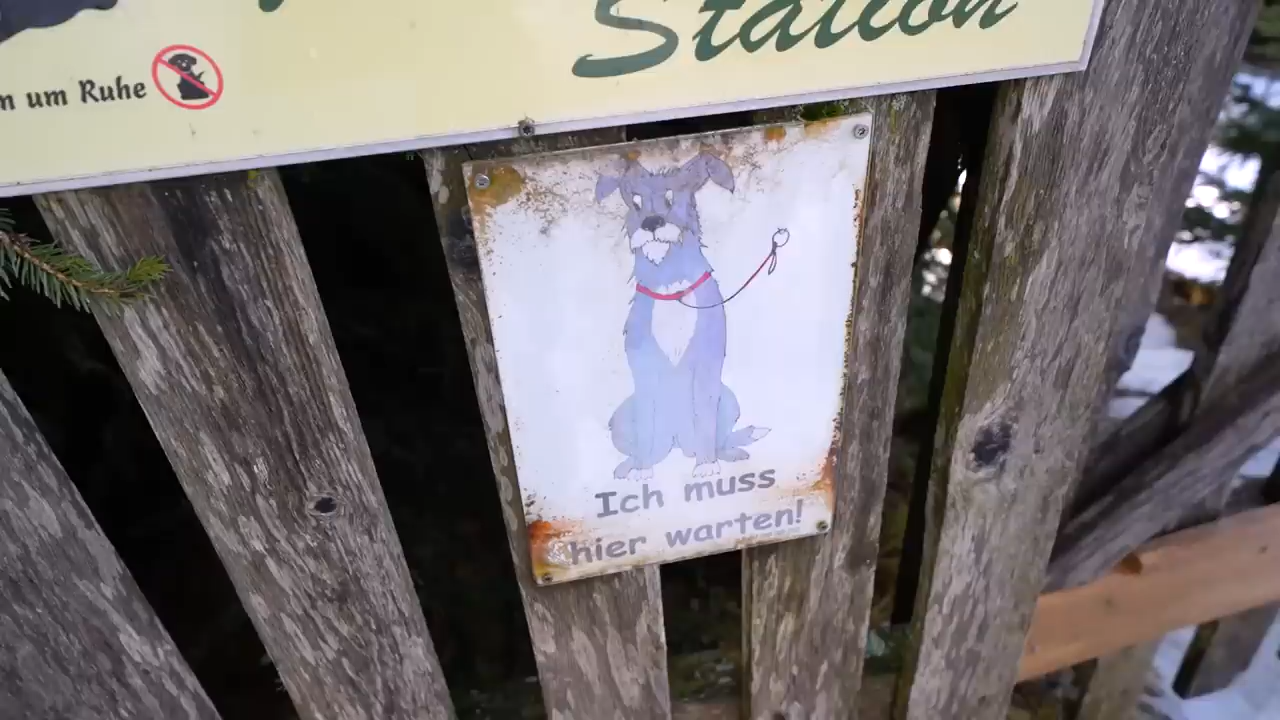 Station
um Ruhe
Ich muss
hier warten!